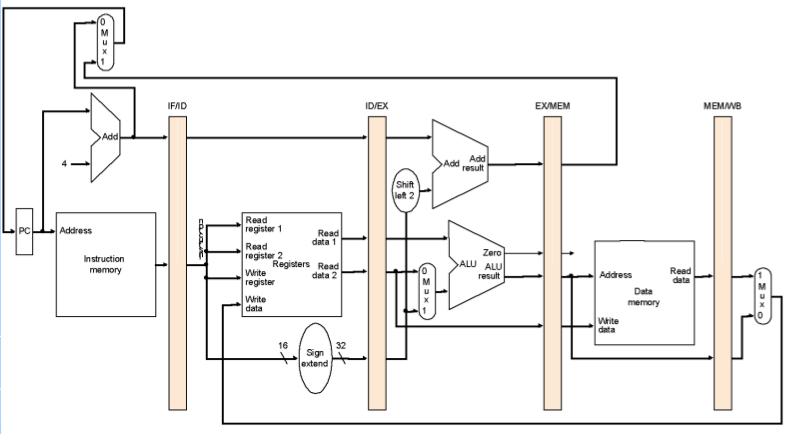 0
M
u
x
1
IF/ID
ID/EX
EX/MEM
MEM/WB
Add
4
Add
Add
result
Shift
left 2
PC
Address
Instruction
memory
Read
register 1
Read
register 2
Write
register
Write
data
Registers
Read
data 1
Read
data 2
0
M
u
x
1
Zero
ALU
ALU
result
Address
Read
data
Data
memory
Write
data
1
M
u
x
0
16
Sign
extend
32